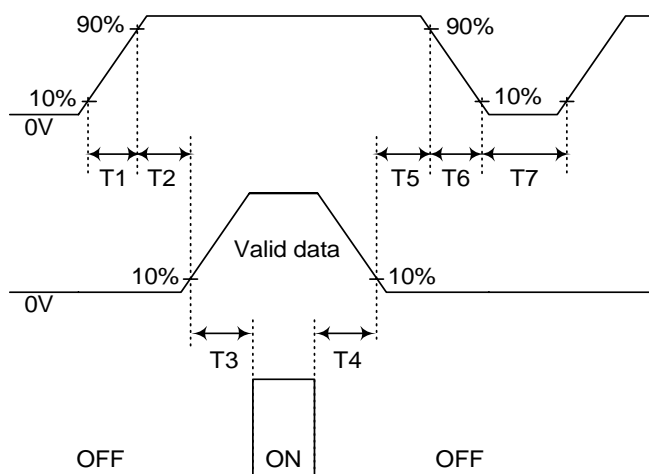 90%
90%
10%
10%
0V
T1
T2
T5
T6
T7
Valid data
10%
10%
0V
T3
T4
OFF
ON
OFF